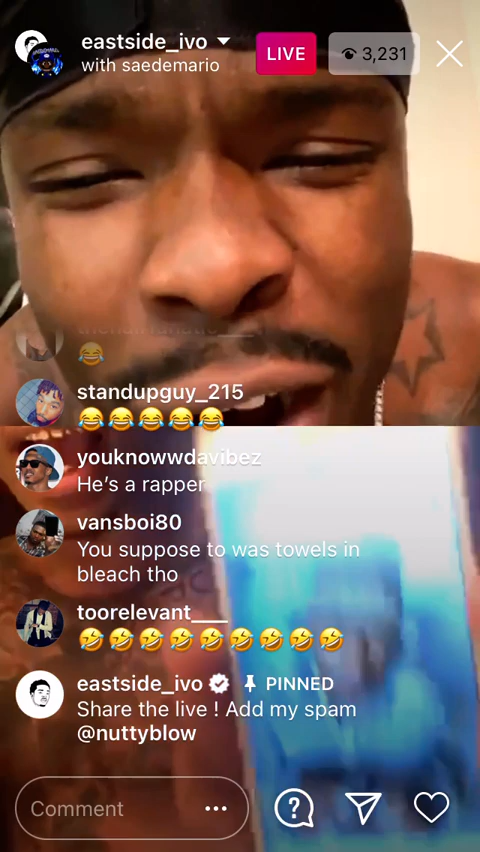 eastside_ivo
LIVE
3,231
with saedemario
😂
standupguy_215
😂😂😂😂😂
youknowwdavibez
He's a rapper
vansboi80
You suppose to was towels in
bleach tho
toorelevant___
🤣🤣🤣🤣🤣🤣🤣🤣🤣
eastside_ivo PINNED
Share the live ! Add my spam
@nuttyblow
Comment